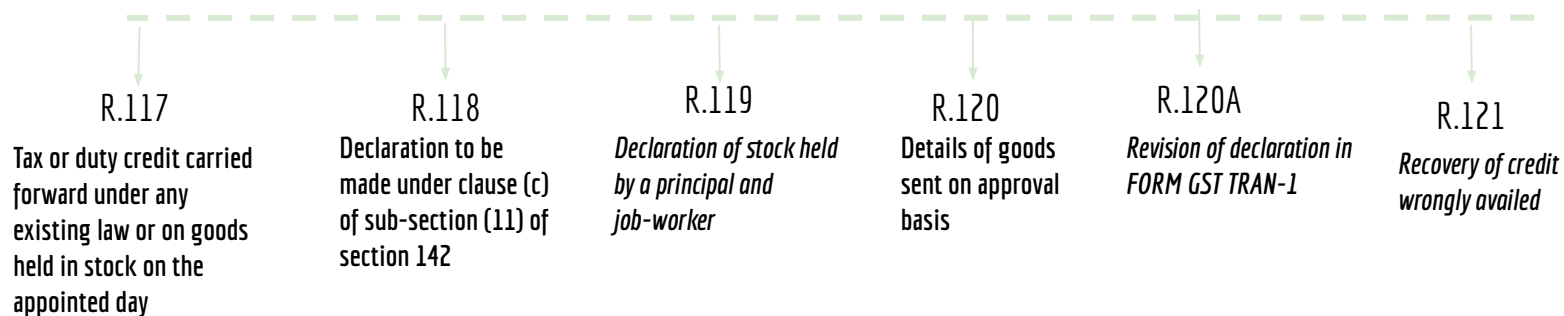 R.117
Tax or duty credit carried
forward under any
existing law or on goods
held in stock on the
appointed day
R.118
Declaration to be
made under clause (c)
of sub-section (11) of
section 142
R.119
Declaration of stock held
by a principal and
job-worker
R.120
Details of goods
sent on approval
basis
R.120A
Revision of declaration in
FORM GST TRAN-1
R.121
Recovery of credit
wrongly availed